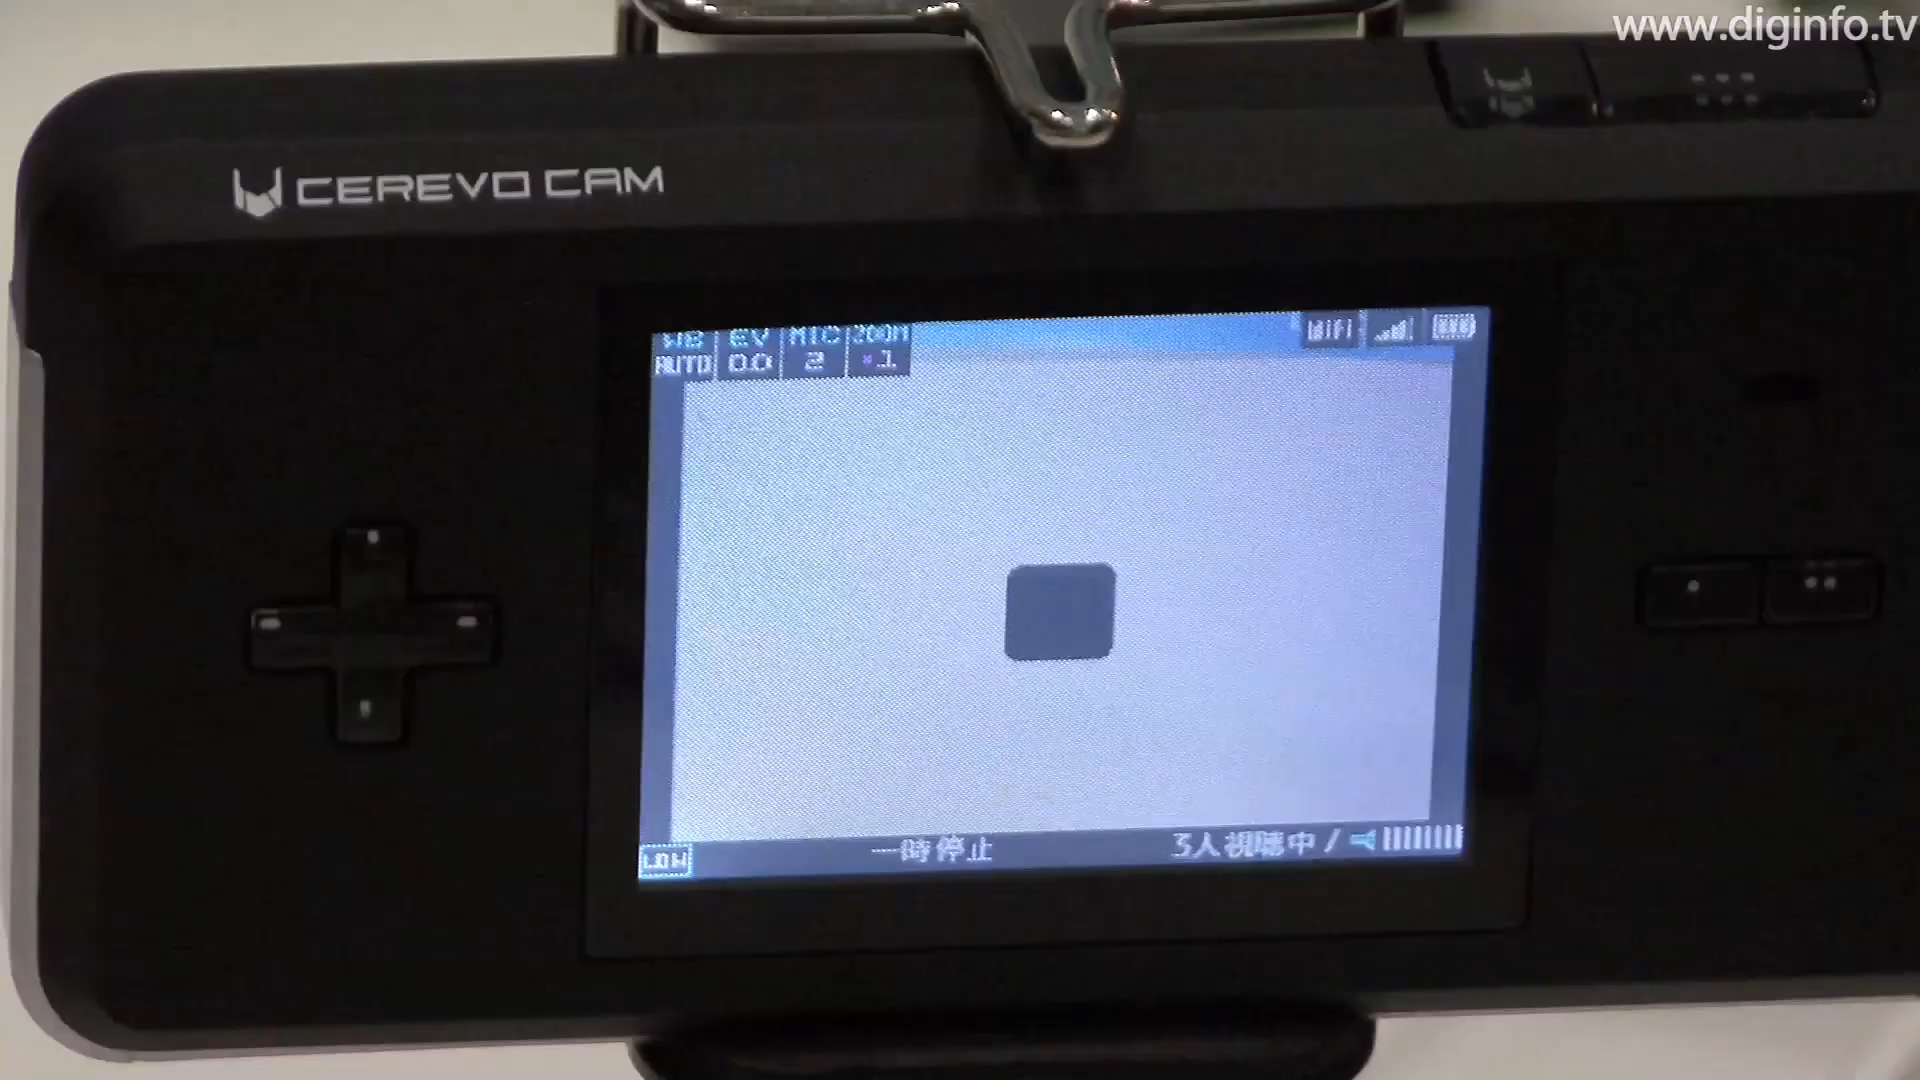 www.diginfo.tv
CEREVO CAM
WB EV MIC ZOOM
AUTO 0.0 2 ×1
WiFi
LOW 一時停止 3人視聴中 /